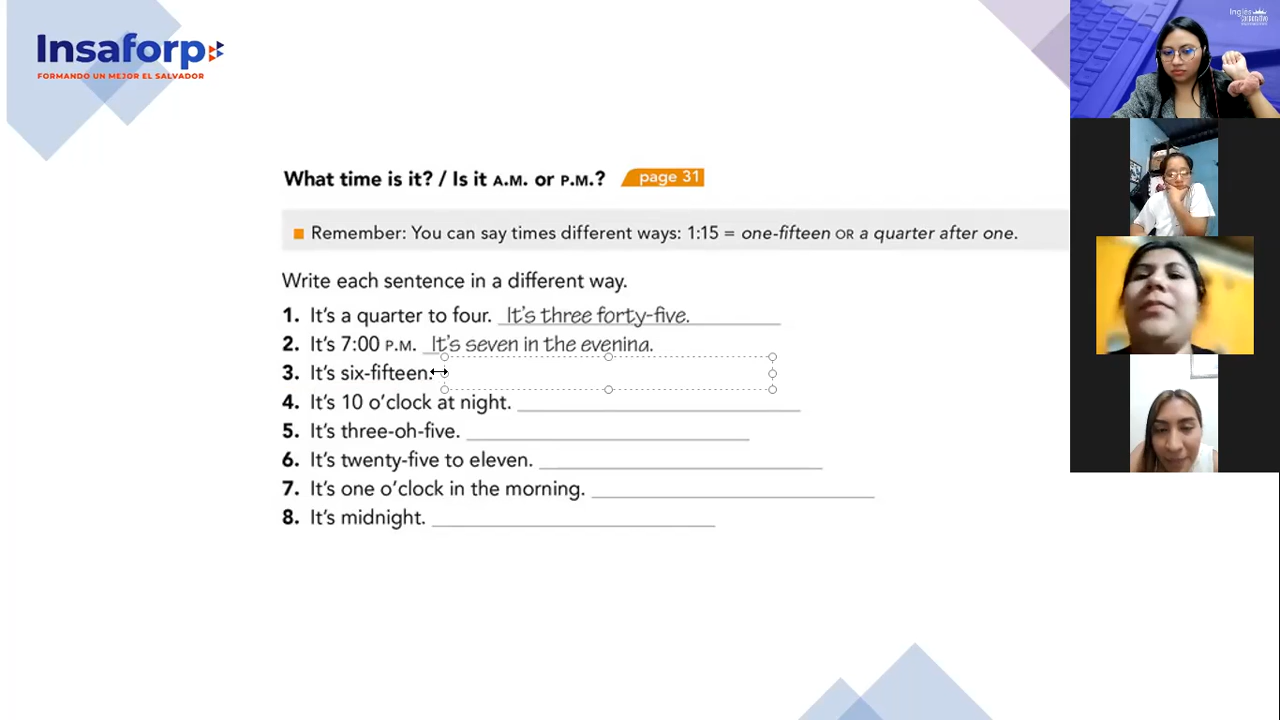 Insaforp
FORMANDO UN MEJOR EL SALVADOR
What time is it? / Is it A.M. or P.M.? page 31
Remember: You can say times different ways: 1:15 = one-fifteen OR a quarter after one.
Write each sentence in a different way.
1. It's a quarter to four. It's three forty-five.
2. It's 7:00 P.M. It's seven in the evening.
3. It's six-fifteen.
4. It's 10 o'clock at night.
5. It's three-oh-five.
6. It's twenty-five to eleven.
7. It's one o'clock in the morning.
8. It's midnight.